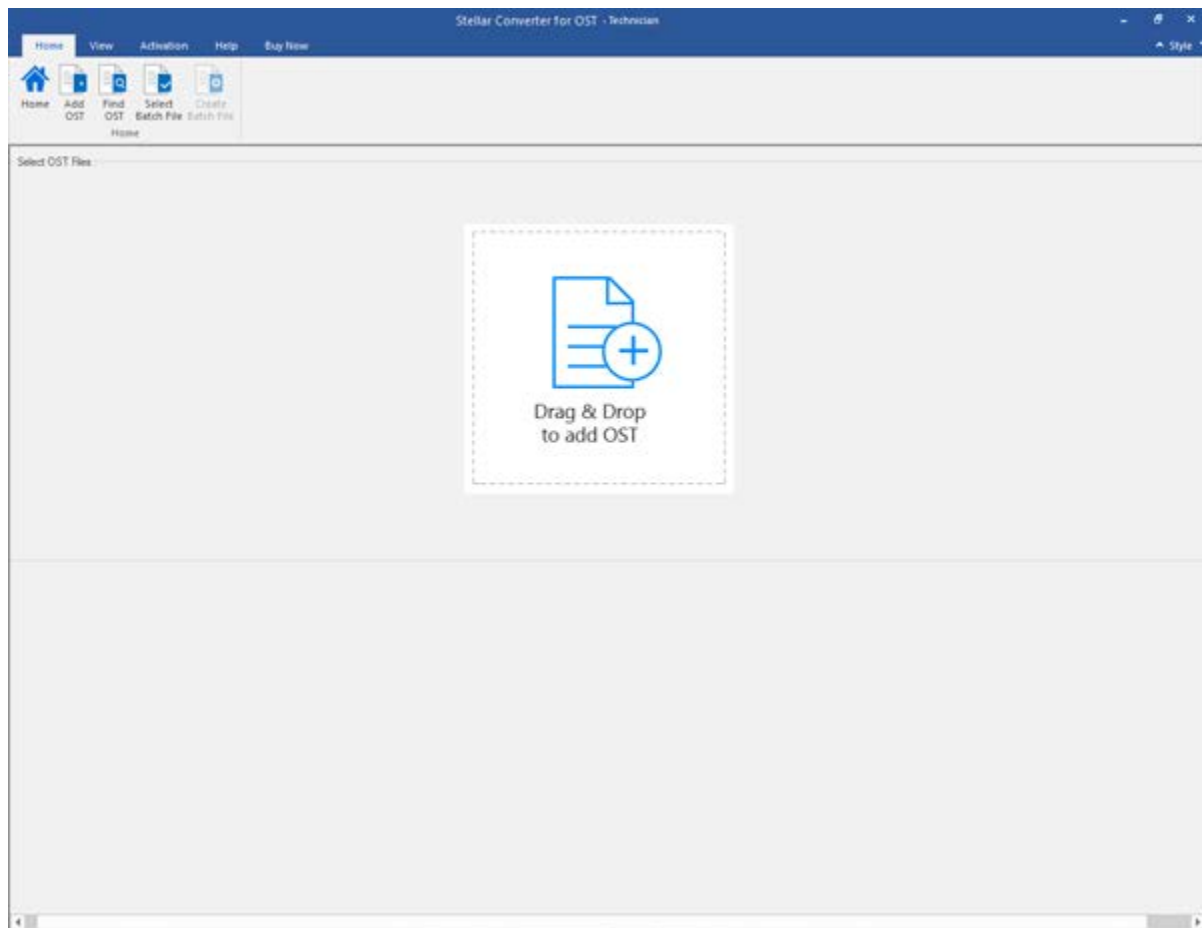 Stellar Converter for OST - Technician
Home View Activation Help Buy Now
Style
Home Add OST Find OST Select Batch File Create Batch File
Home
Select OST Files
Drag & Drop
to add OST